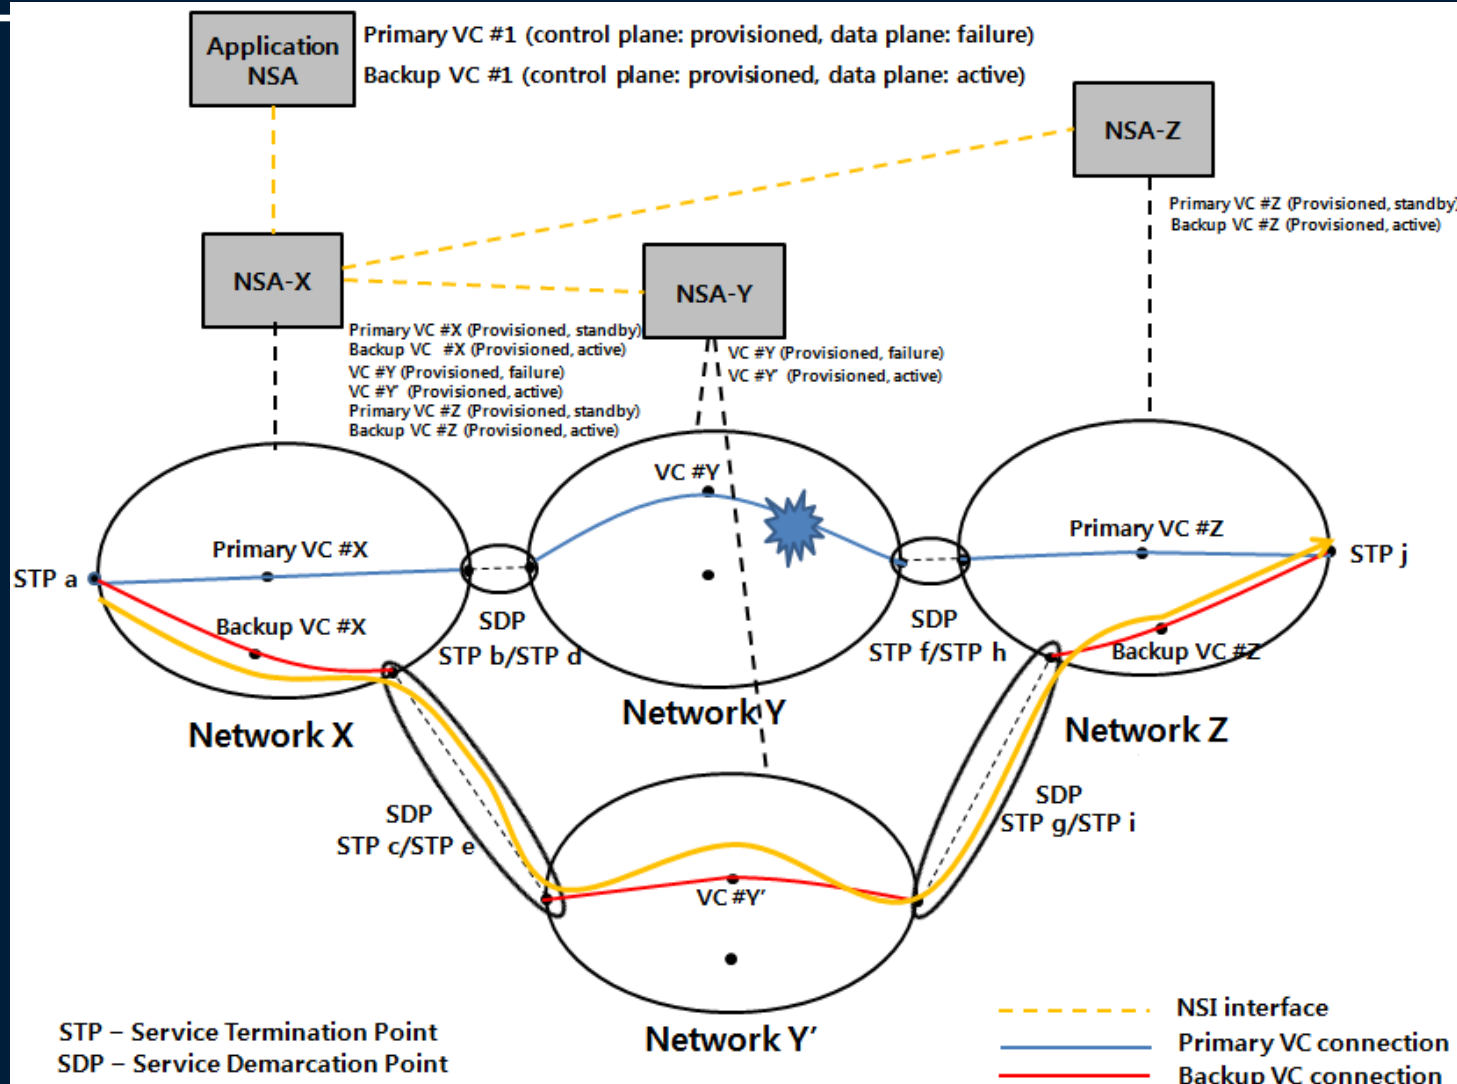 Application
NSA
Primary VC #1 (control plane: provisioned, data plane: failure)
Backup VC #1 (control plane: provisioned, data plane: active)
NSA-Z
Primary VC #Z (Provisioned, standby)
Backup VC #Z (Provisioned, active)
NSA-X
NSA-Y
Primary VC #X (Provisioned, standby)
Backup VC #X (Provisioned, active)
VC #Y (Provisioned, failure)
VC #Y' (Provisioned, active)
Primary VC #Z (Provisioned, standby)
Backup VC #Z (Provisioned, active)
VC #Y (Provisioned, failure)
VC #Y' (Provisioned, active)
VC #Y
Primary VC #X
Primary VC #Z
STP a
STP j
Backup VC #X
SDP
STP b/STP d
SDP
STP f/STP h
Backup VC #Z
Network X
Network Y
Network Z
SDP
STP c/STP e
SDP
STP g/STP i
VC #Y'
Network Y'
STP – Service Termination Point
SDP – Service Demarcation Point
NSI interface
Primary VC connection
Backup VC connection